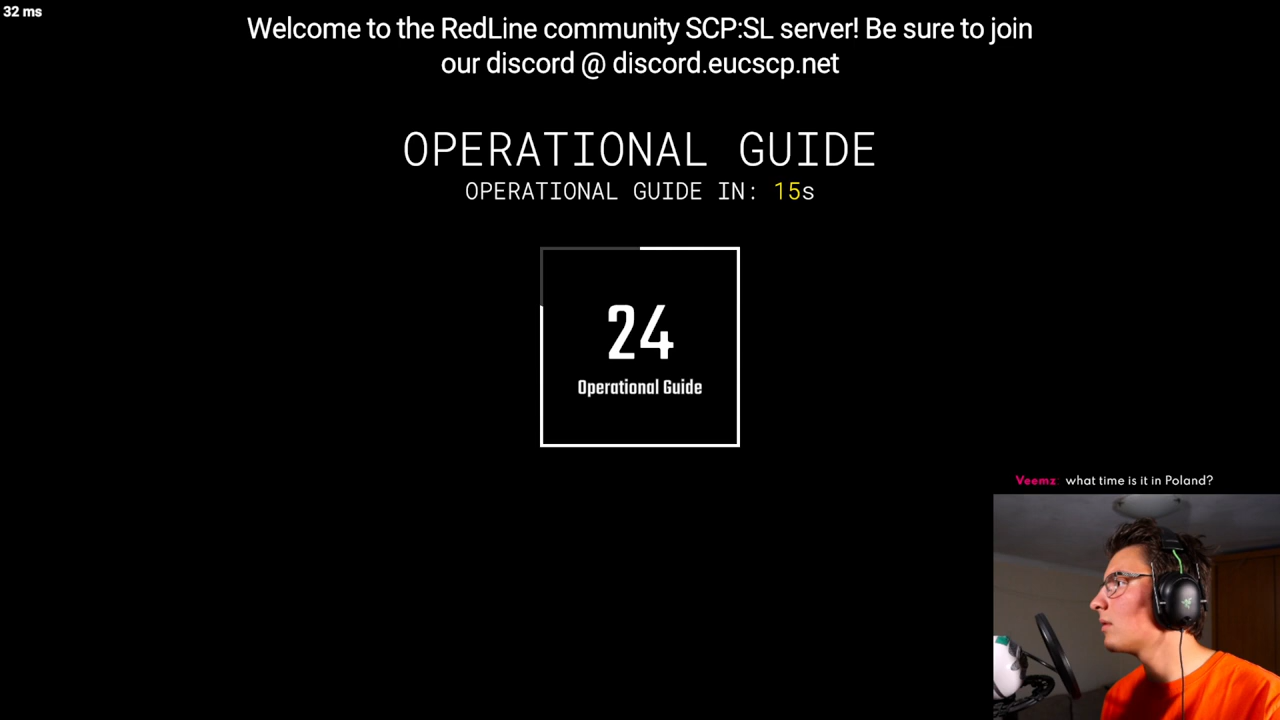 32 ms
Welcome to the RedLine community SCP:SL server! Be sure to join
our discord @ discord.eucscp.net
OPERATIONAL GUIDE
OPERATIONAL GUIDE IN: 15s
24
Operational Guide
Veemz: what time is it in Poland?